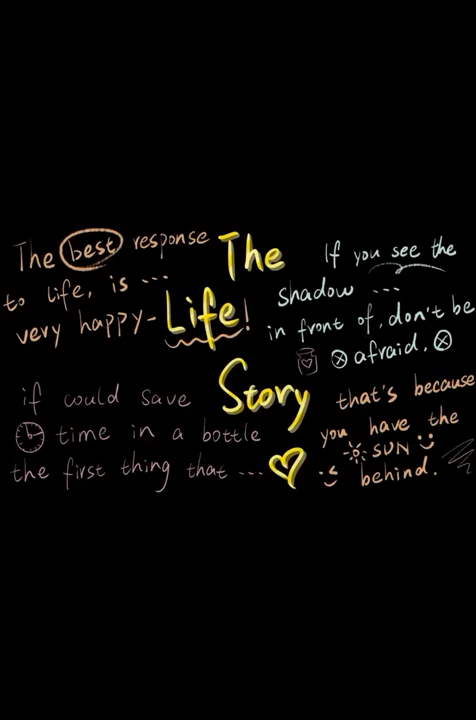 The best response
to life, is ...
very happy-
The
Life!
Story
If you see the
shadow ...
in front of, don't be
afraid.
if could save
time in a bottle
the first thing that ...
that's because
you have the
SUN
behind.